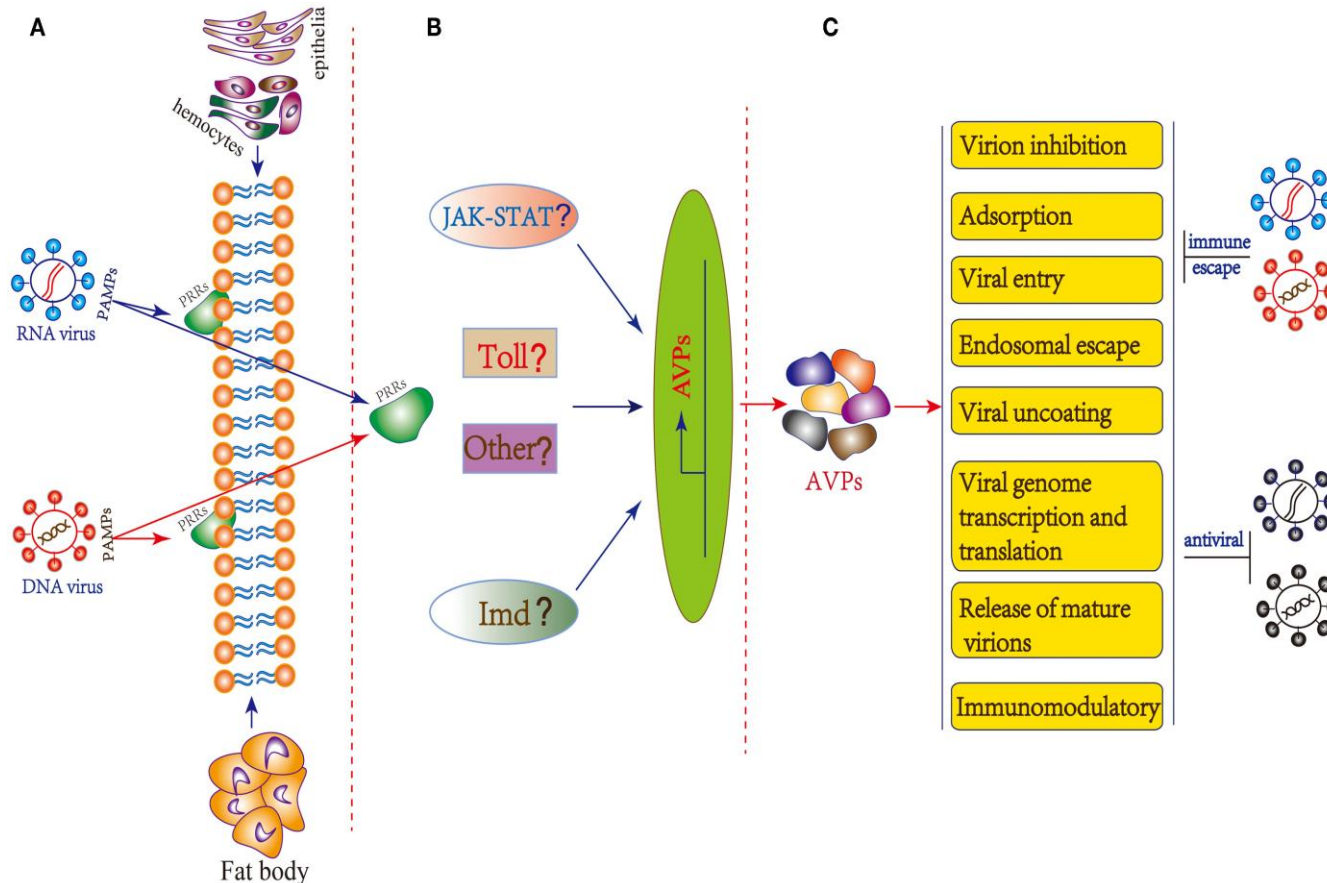 A
epithelia
hemocytes
PAMPs
RNA virus
PRRs
PAMPs
DNA virus
PRRs
Fat body
B
PRRs
JAK-STAT?
Toll?
Other?
Imd?
AVPs
AVPs
C
Virion inhibition
Adsorption
Viral entry
Endosomal escape
Viral uncoating
Viral genome
transcription and
translation
Release of mature
virions
Immunomodulatory
immune
escape
antiviral